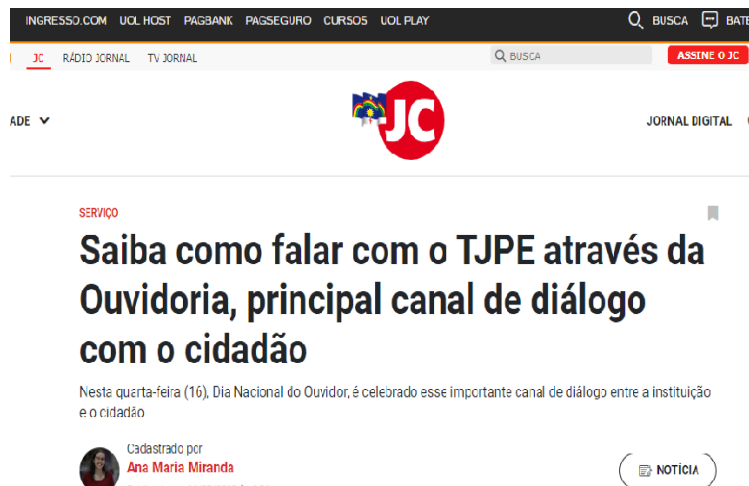 INGRESSO.COM UOL HOST PAGBANK PAGSEGURO CURSOS UOL PLAY BUSCA BATE
JC RÁDIO JORNAL TV JORNAL BUSCA ASSINE O JC
ADE JC JORNAL DIGITAL
SERVIÇO
Saiba como falar com o TJPE através da
Ouvidoria, principal canal de diálogo
com o cidadão
Nesta quarta-feira (16), Dia Nacional do Ouvidor, é celebrado esse importante canal de diálogo entre a instituição
e o cidadão
Cadastrado por
Ana Maria Miranda
NOTÍCIA